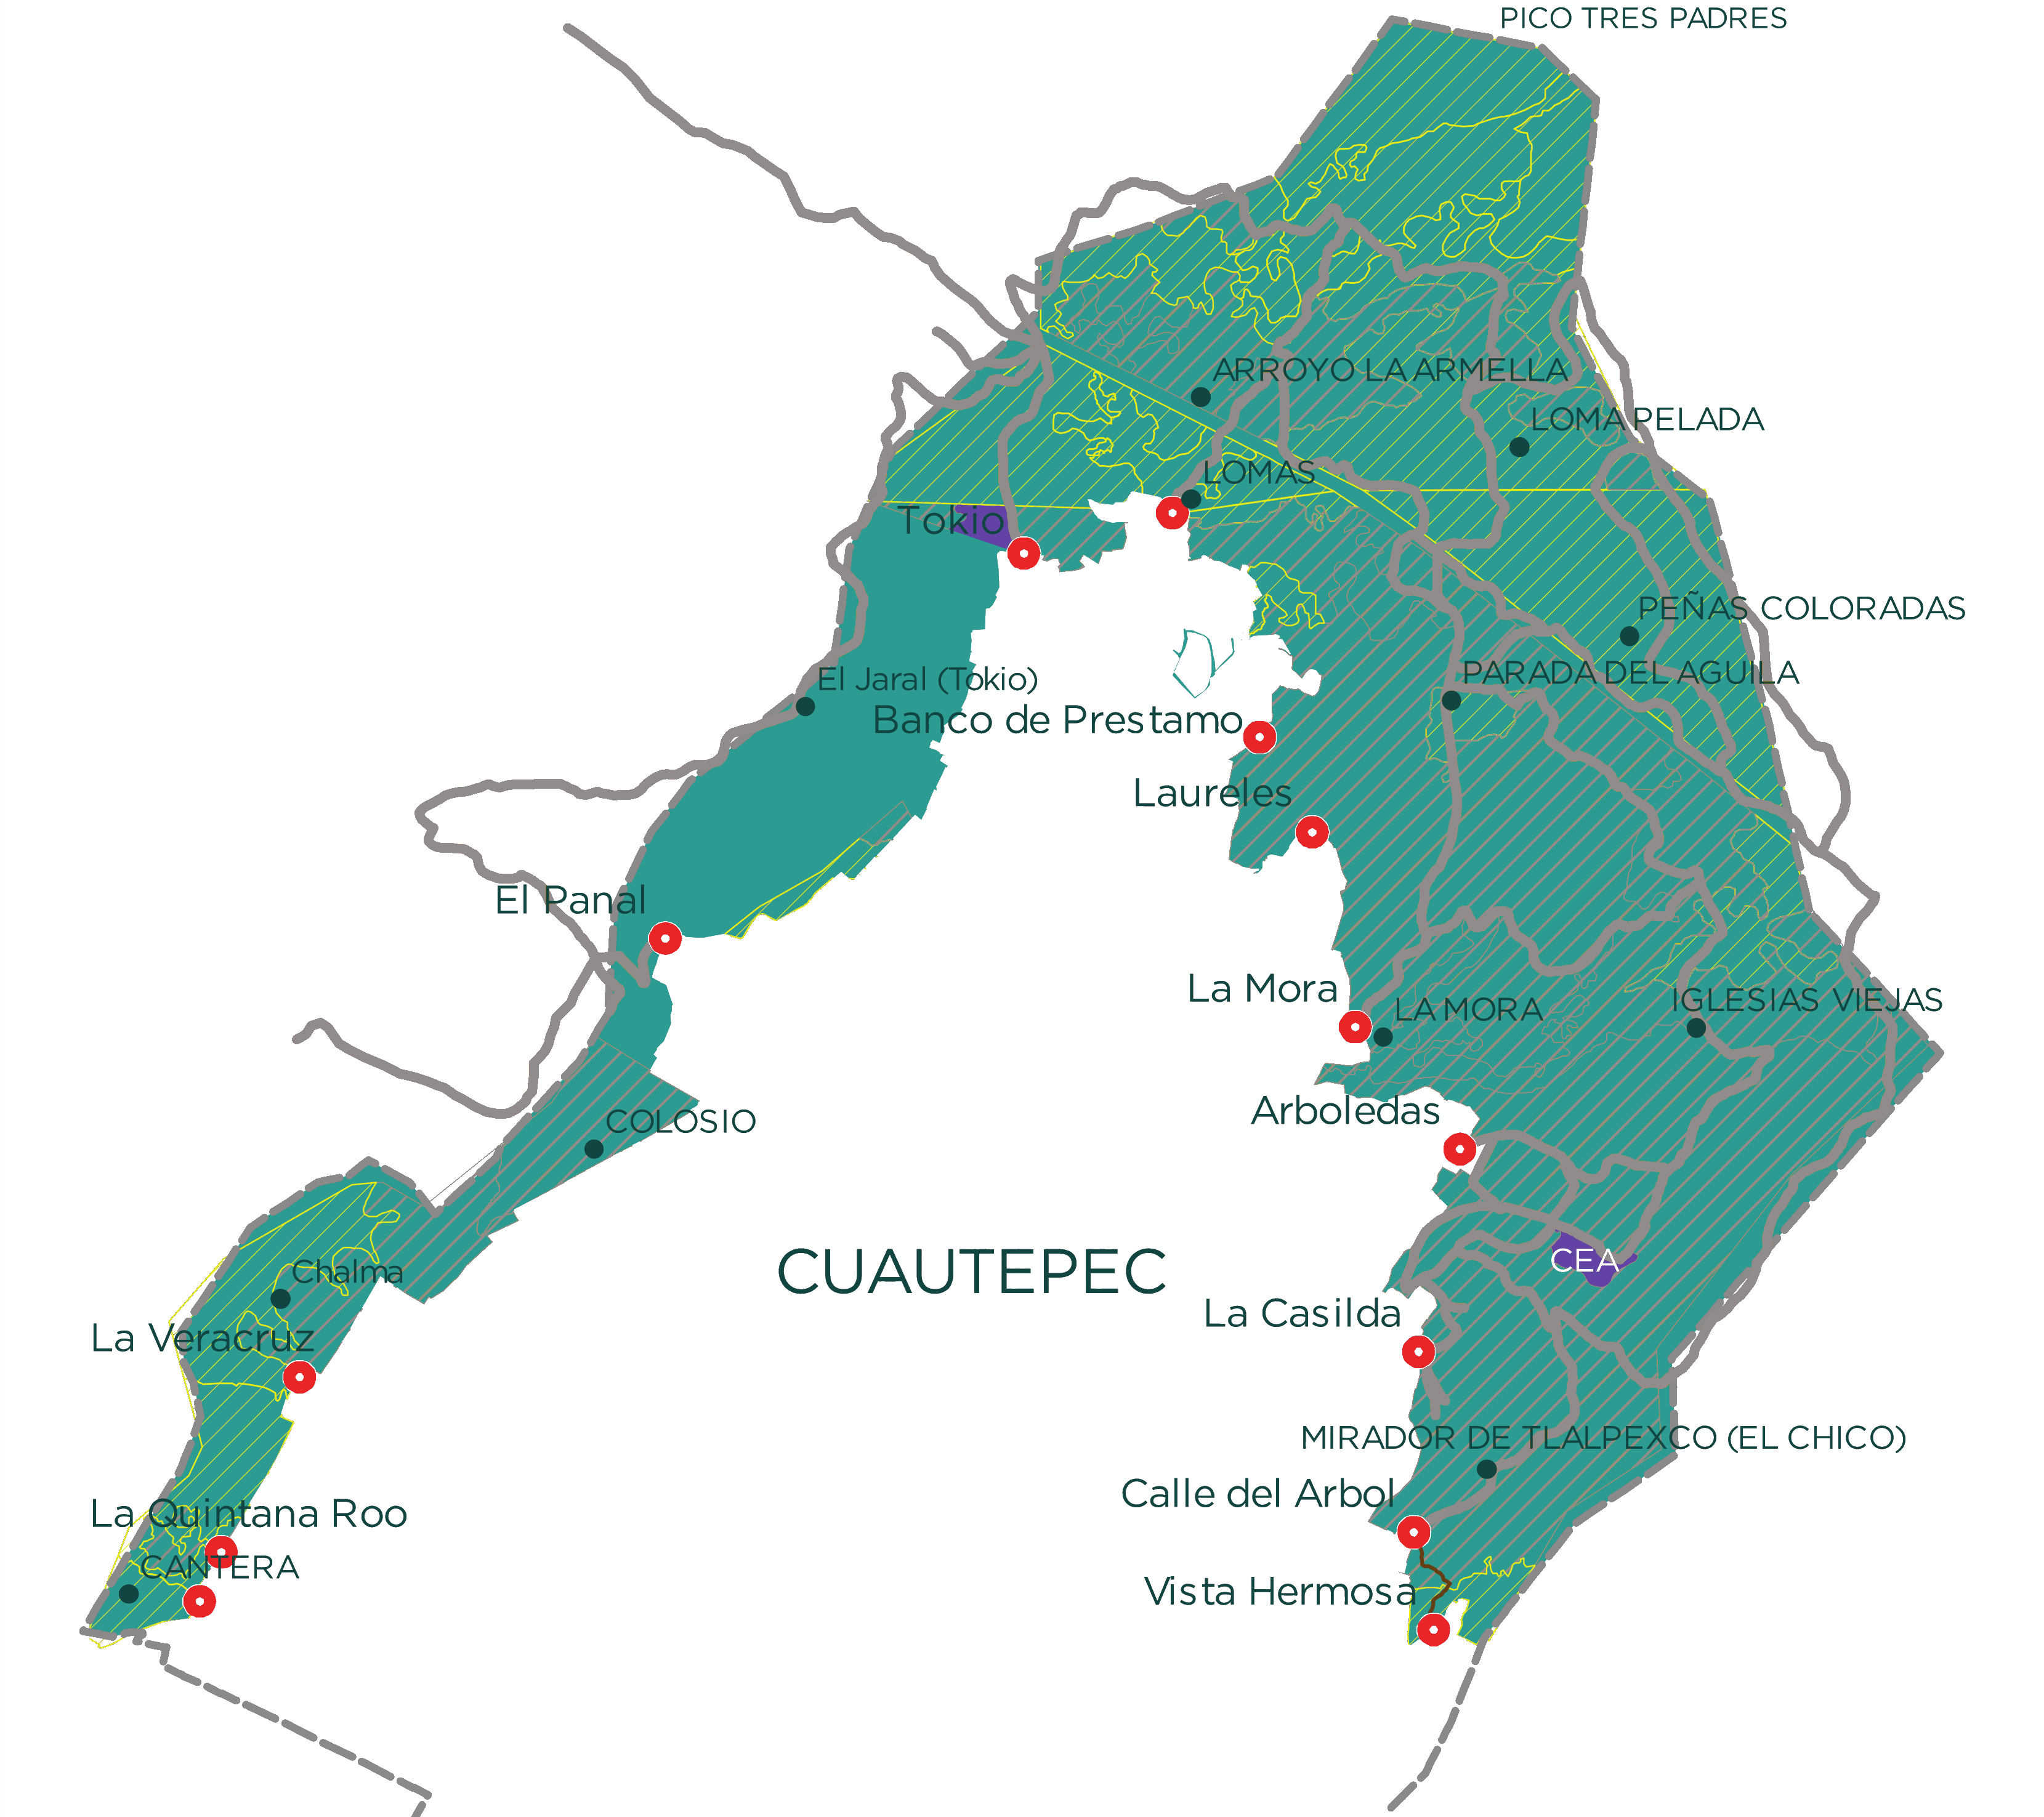 PICO TRES PADRES
ARROYO LA ARMELLA
LOMA PELADA
LOMAS
Tokio
PEÑAS COLORADAS
PARADA DEL AGUILA
El Jaral (Tokio)
Banco de Prestamo
Laureles
El Panal
La Mora
LA MORA
IGLESIAS VIEJAS
Arboledas
COLOSIO
CEA
CUAUTEPEC
Chalma
La Casilda
La Veracruz
MIRADOR DE TLALPEXCO (EL CHICO)
Calle del Arbol
La Quintana Roo
CANTERA
Vista Hermosa